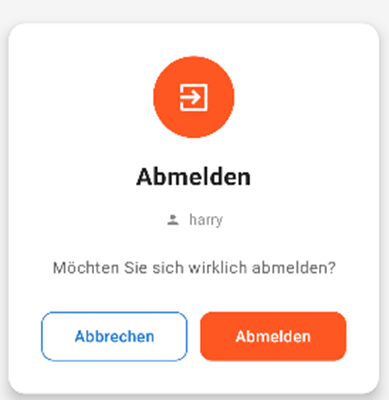 Abmelden
harry
Möchten Sie sich wirklich abmelden?
Abbrechen
Abmelden